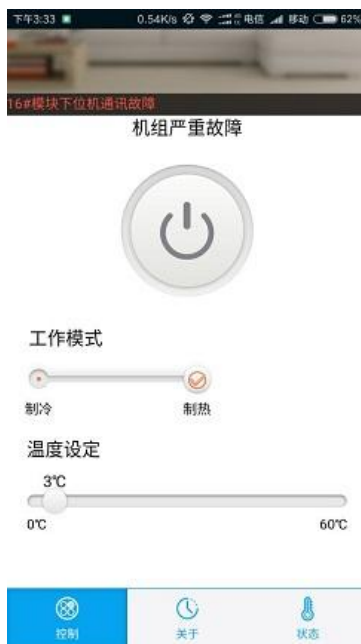 下午3:33 0.54K/s 电信 移动 62%
16#模块下位机通讯故障
机组严重故障
工作模式
制冷 制热
温度设定
3℃
0℃ 60℃
控制 关于 状态